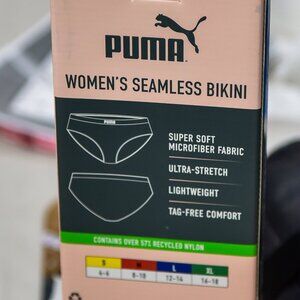 PUMA
WOMEN'S SEAMLESS BIKINI
SUPER SOFT
MICROFIBER FABRIC
ULTRA-STRETCH
LIGHTWEIGHT
TAG-FREE COMFORT
CONTAINS OVER 57% RECYCLED NYLON
S M L XL
4-6 8-10 12-14 16-18